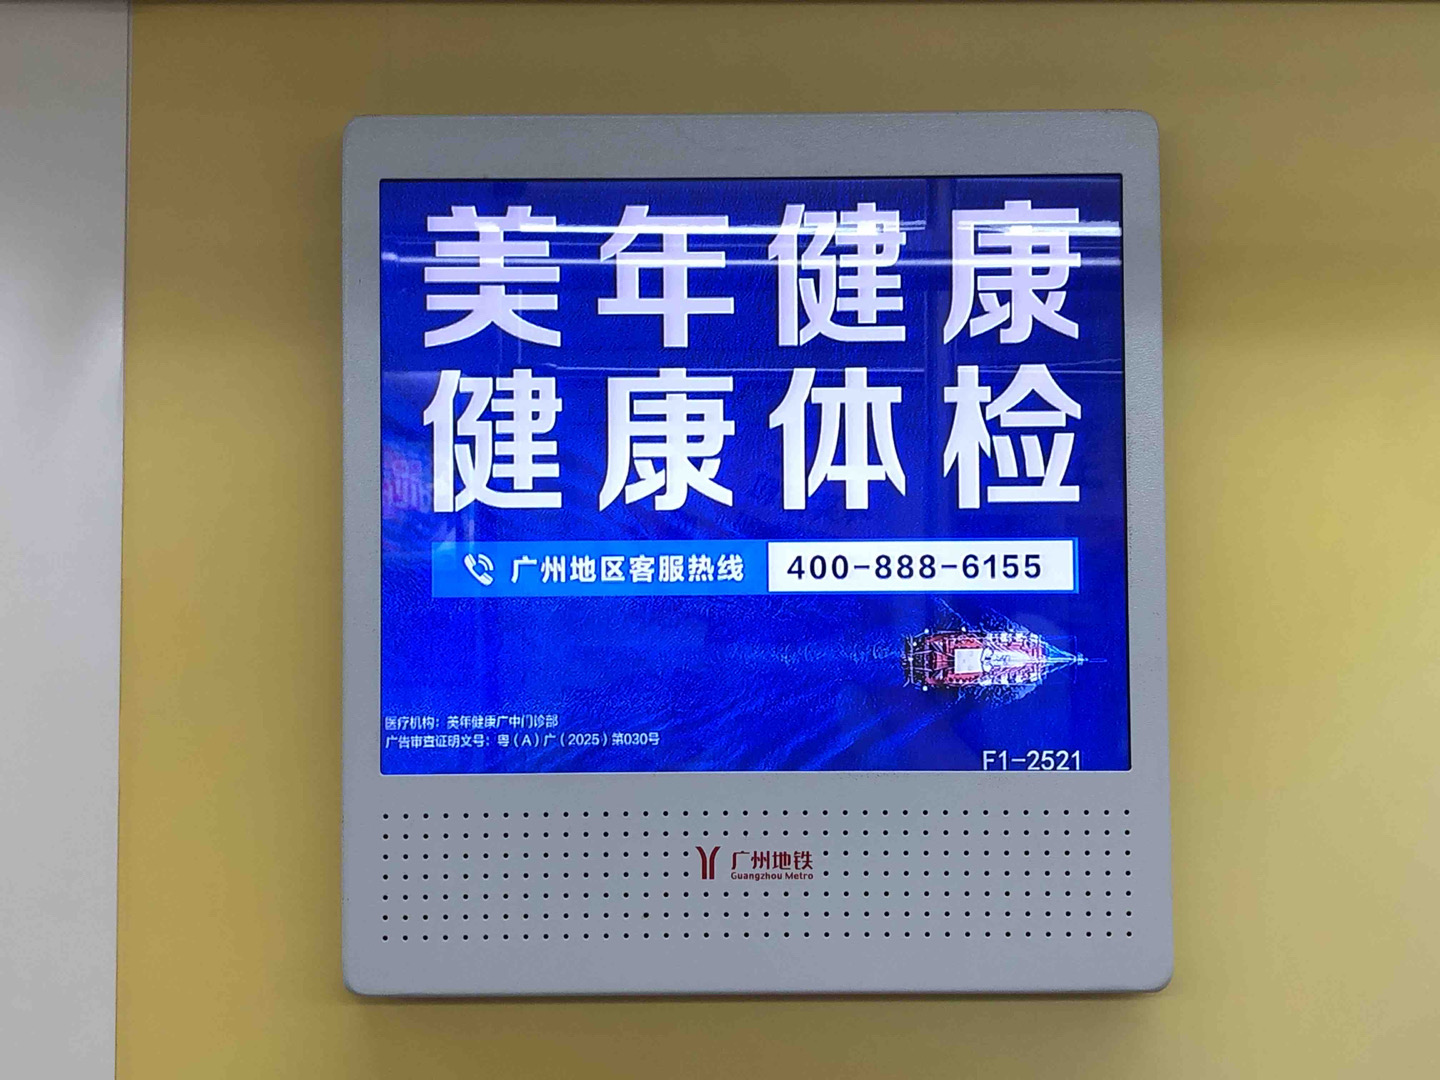 美年健康
健康体检
广州地区客服热线 400-888-6155
医疗机构：美年健康广中门诊部
广告审查证明文号：粤（A）广（2025）第030号
F1-2521
广州地铁
Guangzhou Metro